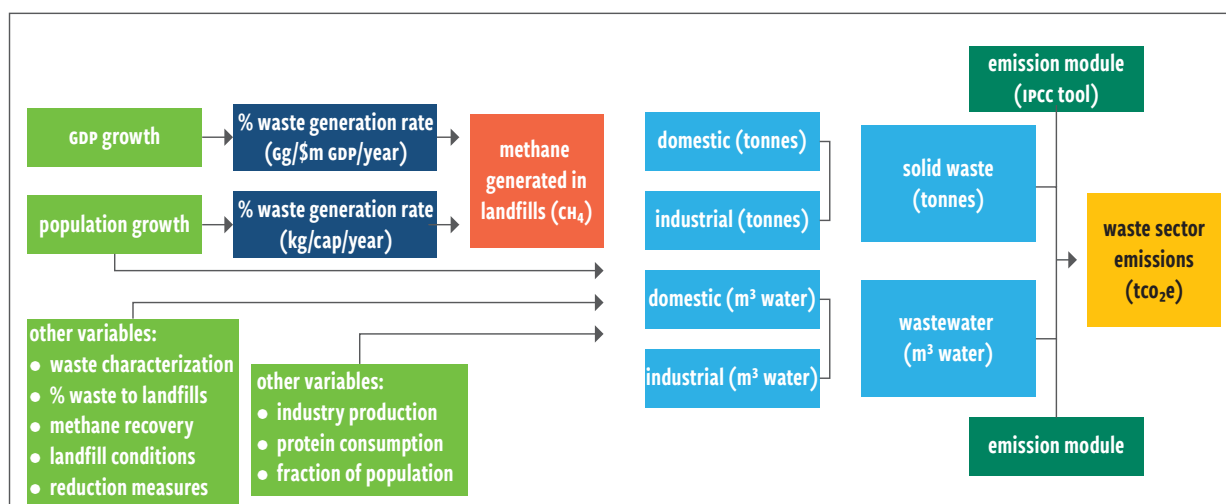 GDP growth
% waste generation rate
(Gg/$m GDP/year)
population growth
% waste generation rate
(kg/cap/year)
methane
generated in
landfills (CH₄)
other variables:
● waste characterization
● % waste to landfills
● methane recovery
● landfill conditions
● reduction measures
other variables:
● industry production
● protein consumption
● fraction of population
domestic (tonnes)
industrial (tonnes)
domestic (m³ water)
industrial (m³ water)
solid waste
(tonnes)
wastewater
(m³ water)
emission module
(IPCC tool)
waste sector
emissions
(tCO₂e)
emission module